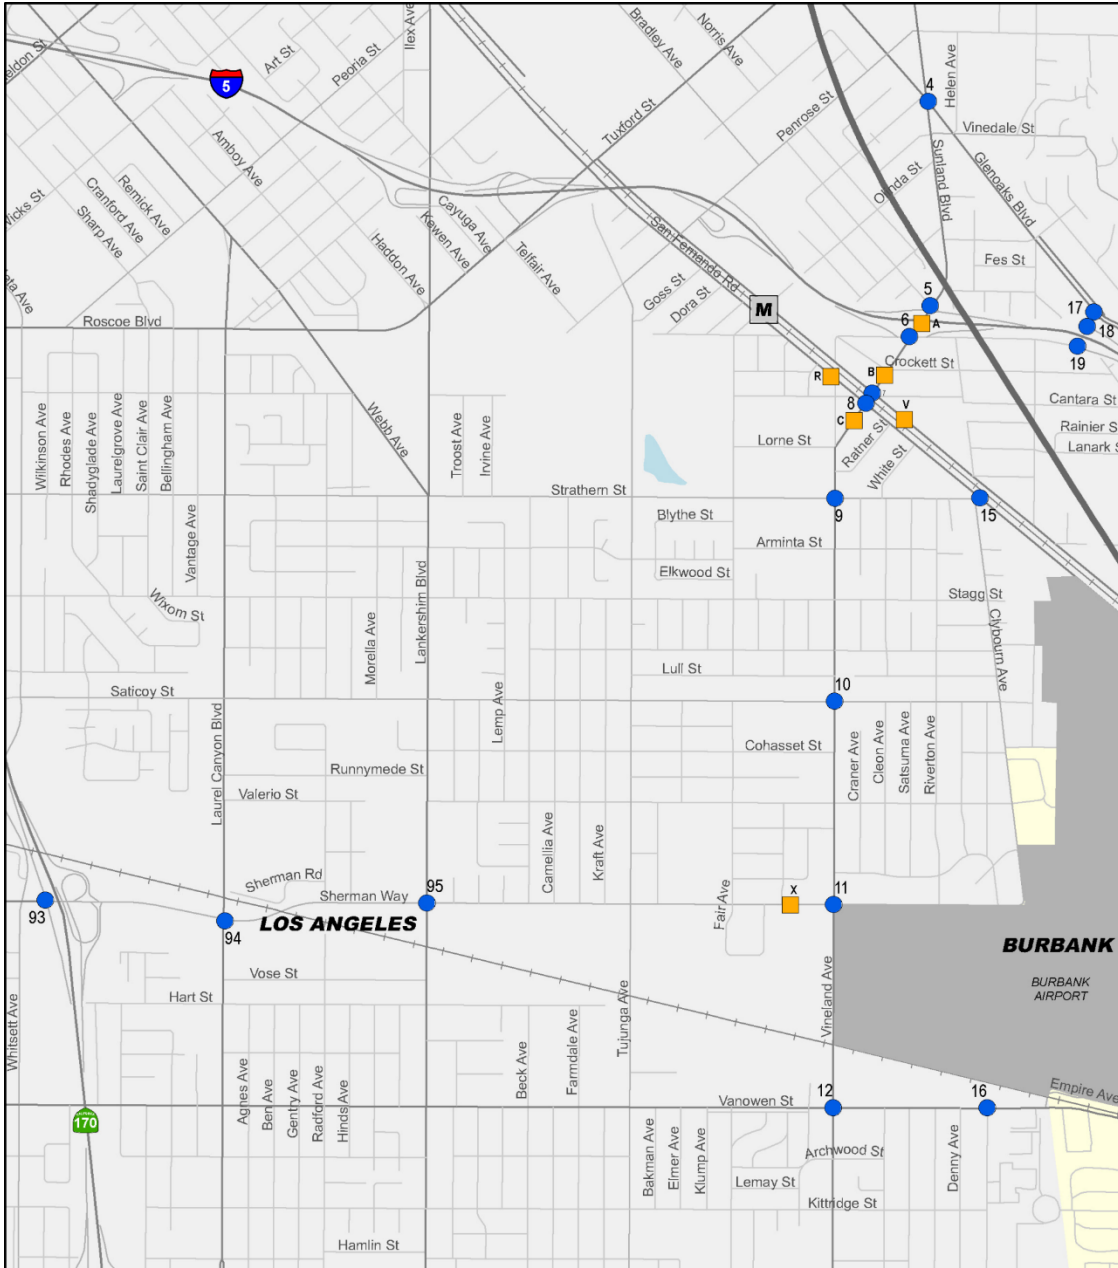 eldon St
Art St
Peoria St
Ilex Ave
Bradley Ave
Norris Ave
5
Tuxford St
Penrose St
4
Helen Ave
Vinedale St
Amboy Ave
Sunland Blvd
Glenoaks Blvd
Olinda St
Wicks St
Remick Ave
Cranford Ave
Sharp Ave
Cayuga Ave
Kewen Ave
Haddon Ave
Telfair Ave
San Fernando Rd
Fes St
Goss St
Dora St
M
5
17
A
18
6
19
Roscoe Blvd
Crockett St
R
B
7
8
V
C
Cantara St
Rainier S
Lanark S
Lorne St
Ratner St
White St
Webb Ave
Wilkinson Ave
Rhodes Ave
Shadyglade Ave
Laurelgrove Ave
Saint Clair Ave
Bellingham Ave
Vantage Ave
Troost Ave
Irvine Ave
Strathern St
9
15
Blythe St
Arminta St
Elkwood St
Stagg St
Wixom St
Lankershim Blvd
Morella Ave
Clybourn Ave
Lull St
Saticoy St
10
Laurel Canyon Blvd
Lemp Ave
Cohasset St
Craner Ave
Cleon Ave
Satsuma Ave
Riverton Ave
Runnymede St
Valerio St
Camellia Ave
Kraft Ave
Sherman Rd
Sherman Way
95
X
11
93
94
LOS ANGELES
Fair Ave
BURBANK
BURBANK
AIRPORT
Vose St
Hart St
Vineland Ave
Tujunga Ave
Whitsett Ave
Beck Ave
Farmdale Ave
Agnes Ave
Ben Ave
Gentry Ave
Radford Ave
Hinds Ave
12
16
Vanowen St
Empire Ave
170
Bakman Ave
Elmer Ave
Klump Ave
Archwood St
Denny Ave
Lemay St
Kittridge St
Hamlin St